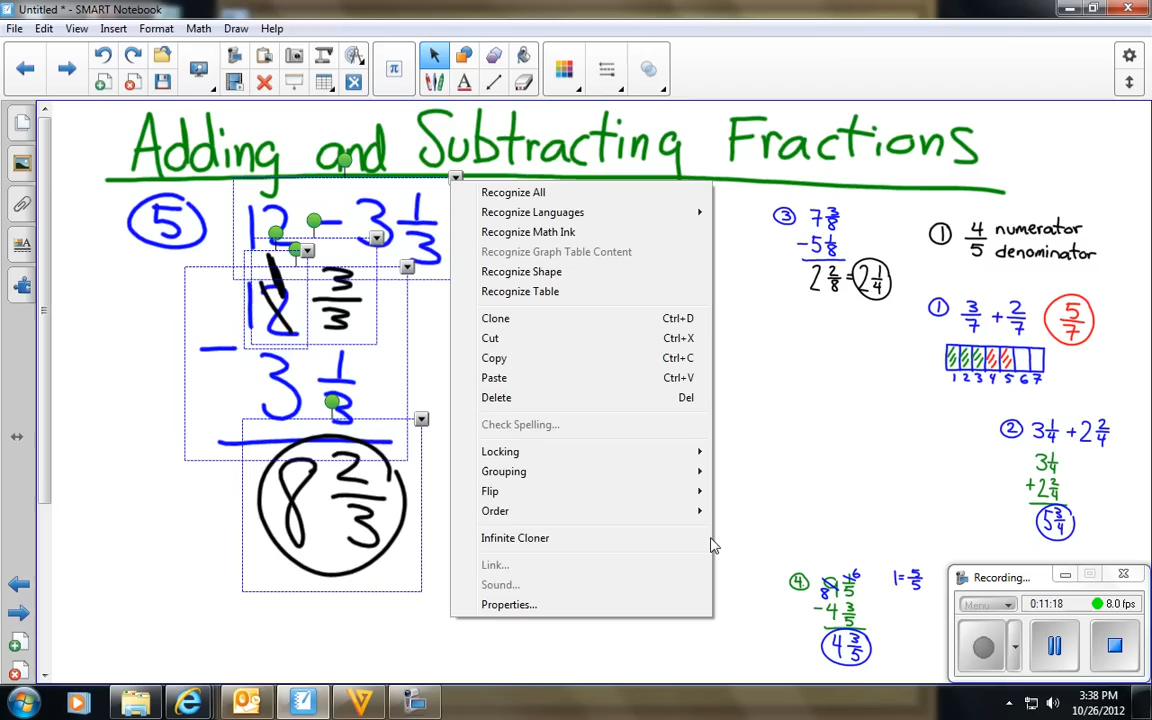 Untitled * - SMART Notebook
File Edit View Insert Format Math Draw Help
π A
Adding and Subtracting Fractions
5 12 - 3 1/3
3/3
- 3 1/3
8 2/3
Recognize All
Recognize Languages
Recognize Math Ink
Recognize Graph Table Content
Recognize Shape
Recognize Table
Clone Ctrl+D
Cut Ctrl+X
Copy Ctrl+C
Paste Ctrl+V
Delete Del
Check Spelling...
Locking
Grouping
Flip
Order
Infinite Cloner
Link...
Sound...
Properties...
3 7 3/8
-5 1/8
2 2/8 = 2 1/4
1 4/5 numerator
denominator
1 3/7 + 2/7 5/7
1 2 3 4 5 6 7
2 3 1/4 + 2 2/4
3 1/4
+2 2/4
5 3/4
4. 1=5/5
- 4 3/5
4 3/5
Recording...
Menu 0:11:18 8.0 fps
3:38 PM
10/26/2012